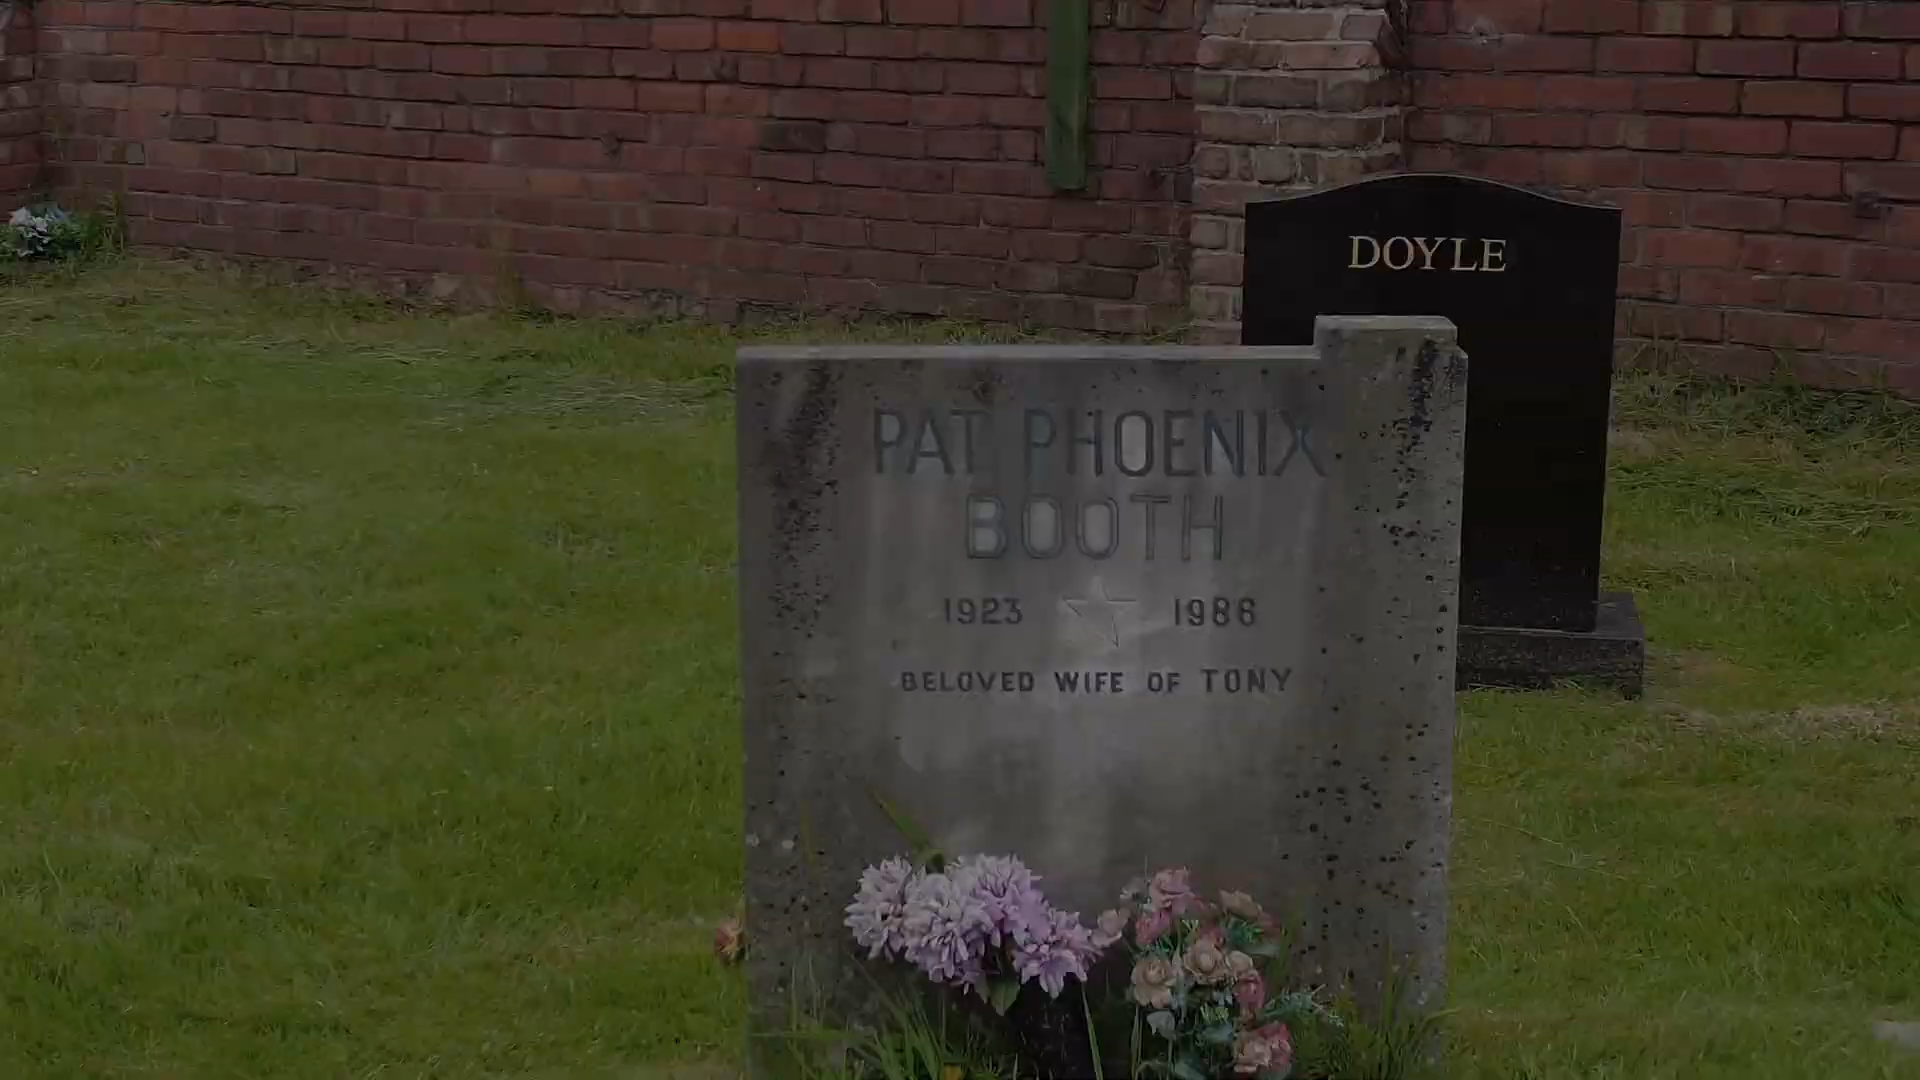 DOYLE
PAT PHOENIX
BOOTH
1923 1986
BELOVED WIFE OF TONY